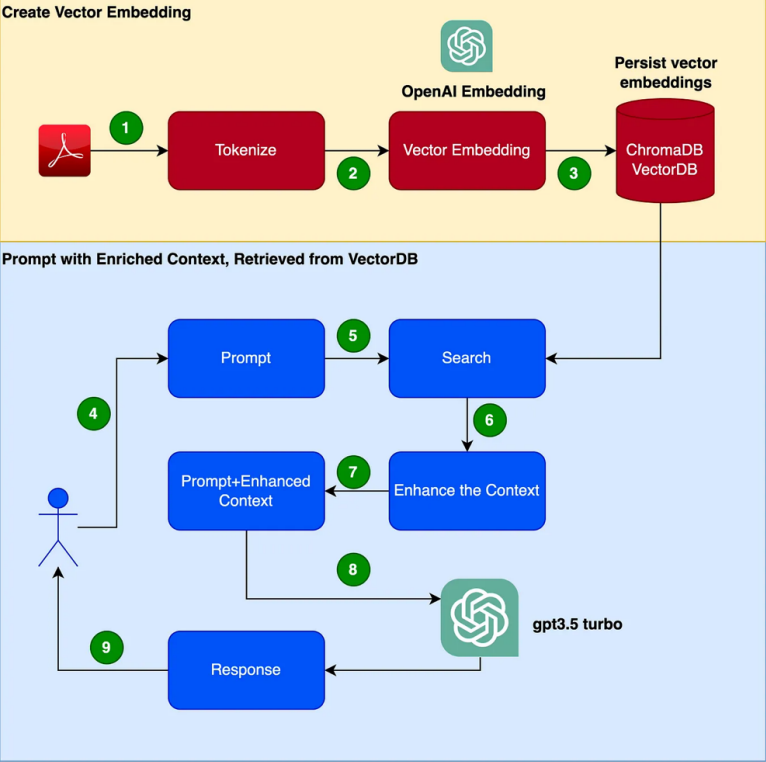 Create Vector Embedding
OpenAI Embedding
Persist vector
embeddings
1
Tokenize
2
Vector Embedding
3
ChromaDB
VectorDB
Prompt with Enriched Context, Retrieved from VectorDB
4
Prompt
5
Search
6
Enhance the Context
7
Prompt+Enhanced
Context
8
gpt3.5 turbo
Response
9